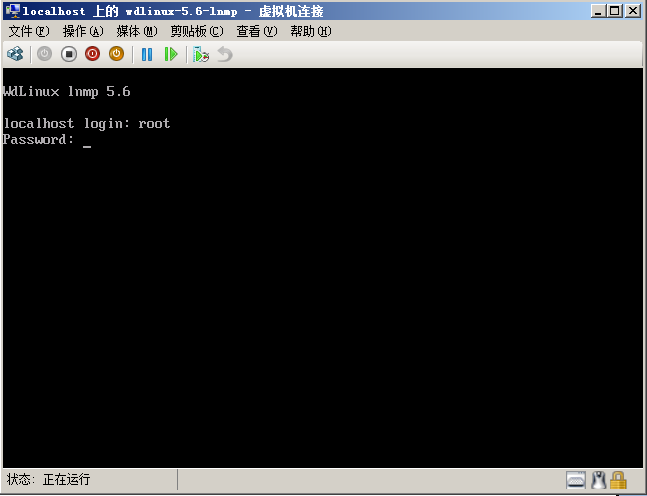 localhost 上的 wdlinux-5.6-lnmp - 虚拟机连接
文件(F) 操作(A) 媒体(M) 剪贴板(C) 查看(V) 帮助(H)
WdLinux lnmp 5.6
localhost login: root
Password: _
状态: 正在运行